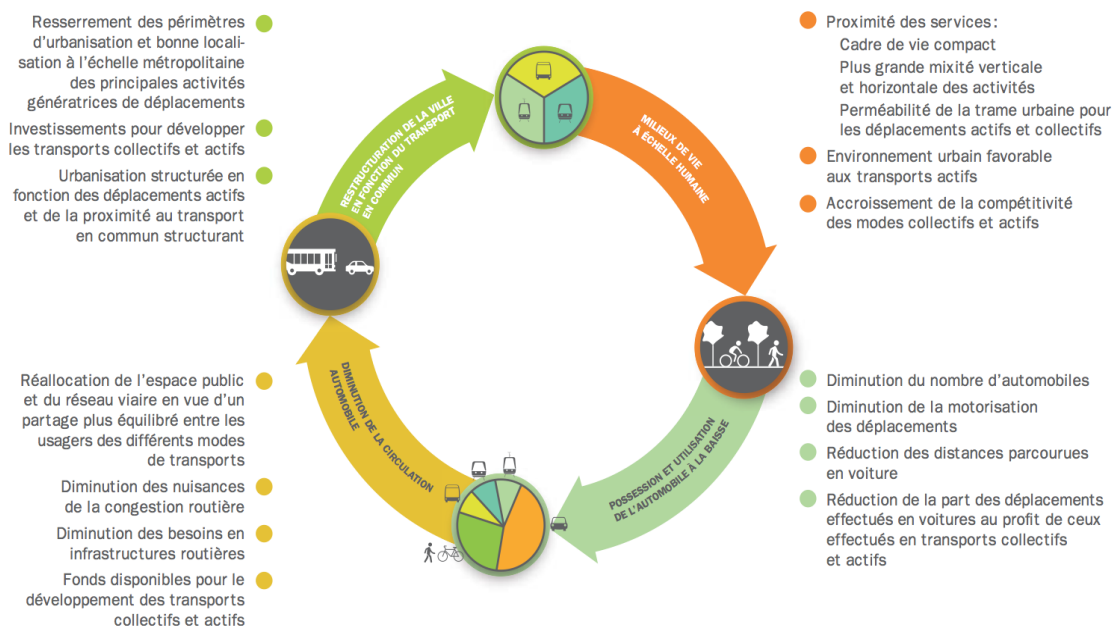 Resserrement des périmètres
d'urbanisation et bonne locali-
sation à l'échelle métropolitaine
des principales activités
génératrices de déplacements
Investissements pour développer
les transports collectifs et actifs
Urbanisation structurée en
fonction des déplacements actifs
et de la proximité au transport
en commun structurant
RESTRUCTURATION DE LA VILLE
EN FONCTION DU TRANSPORT
EN COMMUN
MILIEUX DE VIE
À ÉCHELLE HUMAINE
Proximité des services :
Cadre de vie compact
Plus grande mixité verticale
et horizontale des activités
Perméabilité de la trame urbaine pour
les déplacements actifs et collectifs
Environnement urbain favorable
aux transports actifs
Accroissement de la compétitivité
des modes collectifs et actifs
Réallocation de l'espace public
et du réseau viaire en vue d'un
partage plus équilibré entre les
usagers des différents modes
de transports
Diminution des nuisances
de la congestion routière
Diminution des besoins en
infrastructures routières
Fonds disponibles pour le
développement des transports
collectifs et actifs
DIMINUTION DE LA CIRCULATION
AUTOMOBILE
POSSESSION ET UTILISATION
DE L'AUTOMOBILE À LA BAISSE
Diminution du nombre d'automobiles
Diminution de la motorisation
des déplacements
Réduction des distances parcourues
en voiture
Réduction de la part des déplacements
effectués en voitures au profit de ceux
effectués en transports collectifs
et actifs